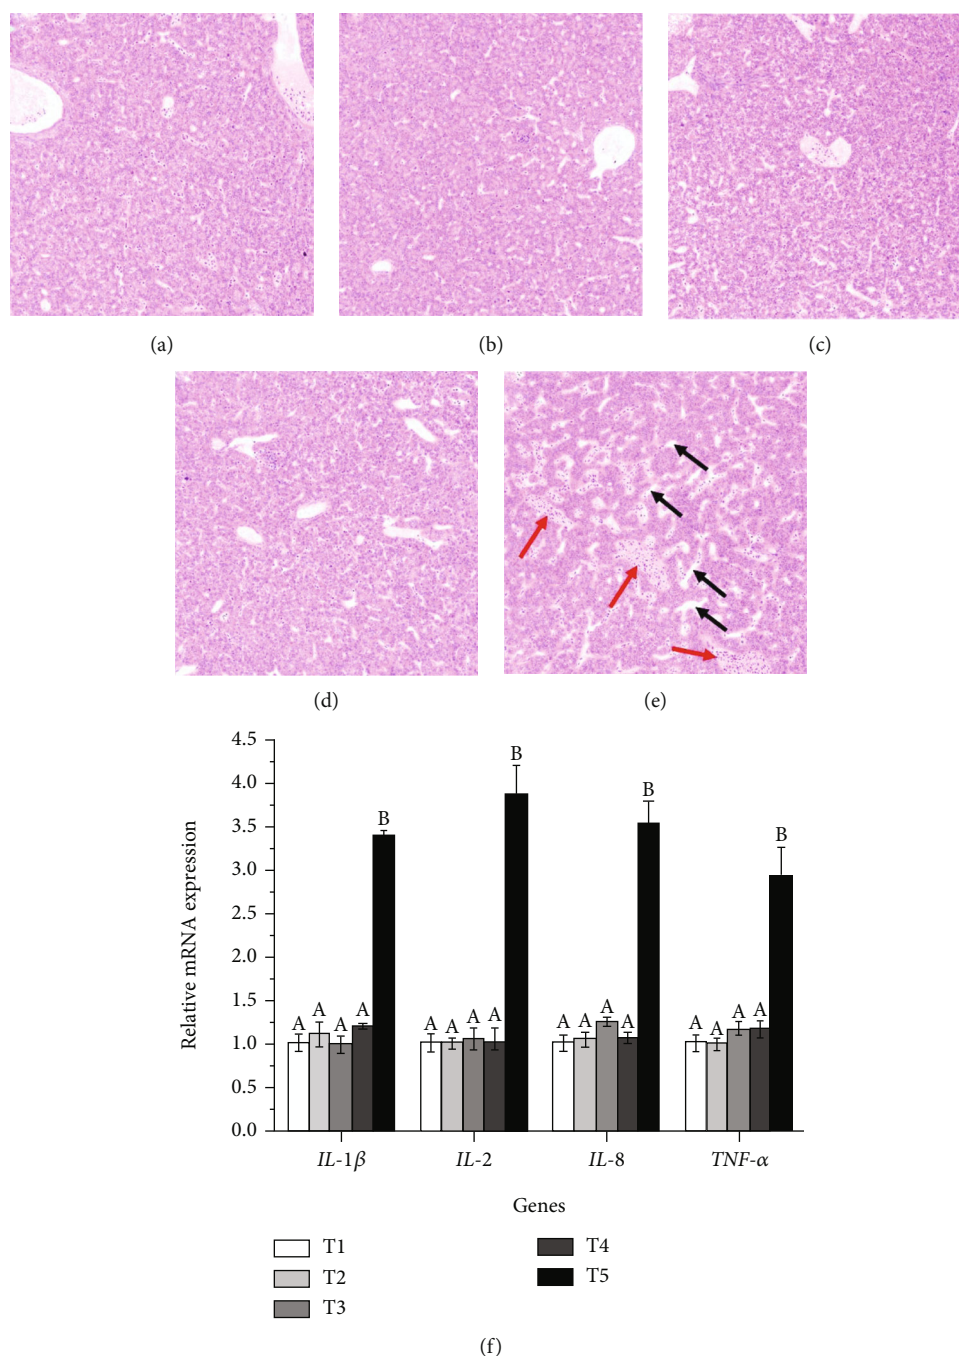 (a)
(b)
(c)
(d)
(e)
4.5
4.0
3.5
3.0
2.5
2.0
1.5
1.0
0.5
0.0
Relative mRNA expression
A A A A B
A A A A B
A A A A B
A A A A B
IL-1β IL-2 IL-8 TNF-α
Genes
T1 T4
T2 T5
T3
(f)